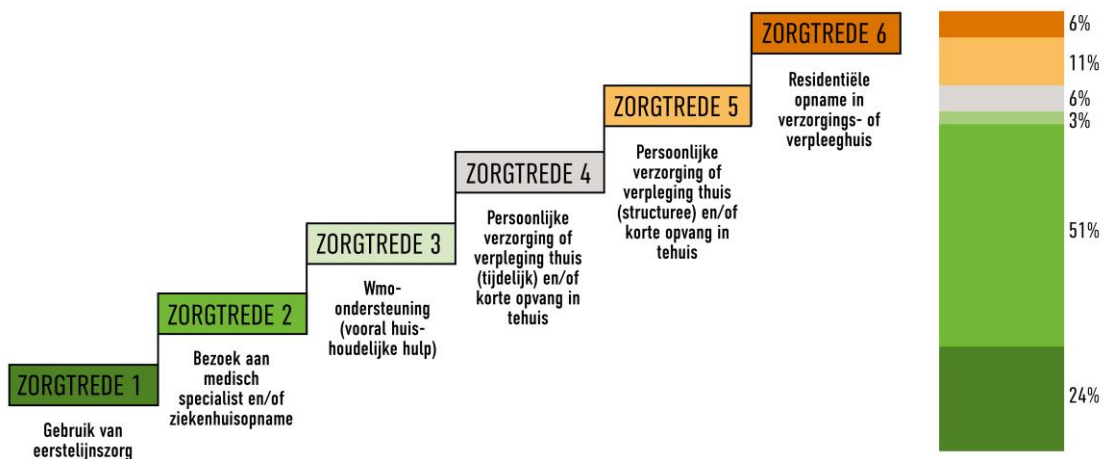 ZORGTREDE 1
Gebruik van
eerstelijnszorg
ZORGTREDE 2
Bezoek aan
medisch
specialist en/of
ziekenhuisopname
ZORGTREDE 3
Wmo-
ondersteuning
(vooral huis-
houdelijke hulp)
ZORGTREDE 4
Persoonlijke
verzorging of
verpleging thuis
(tijdelijk) en/of
korte opvang in
tehuis
ZORGTREDE 5
Persoonlijke
verzorging of
verpleging thuis
(structuree) en/of
korte opvang in
tehuis
ZORGTREDE 6
Residentiële
opname in
verzorgings- of
verpleeghuis
6%
11%
6%
3%
51%
24%